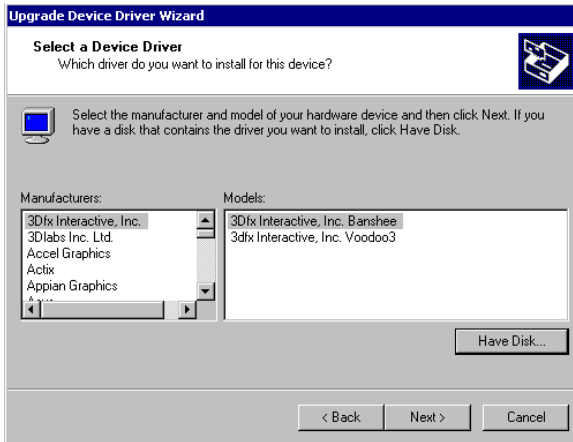 Upgrade Device Driver Wizard
Select a Device Driver
Which driver do you want to install for this device?
Select the manufacturer and model of your hardware device and then click Next. If you
have a disk that contains the driver you want to install, click Have Disk.
Manufacturers:
3Dfx Interactive, Inc.
3Dlabs Inc. Ltd.
Accel Graphics
Actix
Appian Graphics
Models:
3Dfx Interactive, Inc. Banshee
3dfx Interactive, Inc. Voodoo3
Have Disk...
< Back
Next >
Cancel